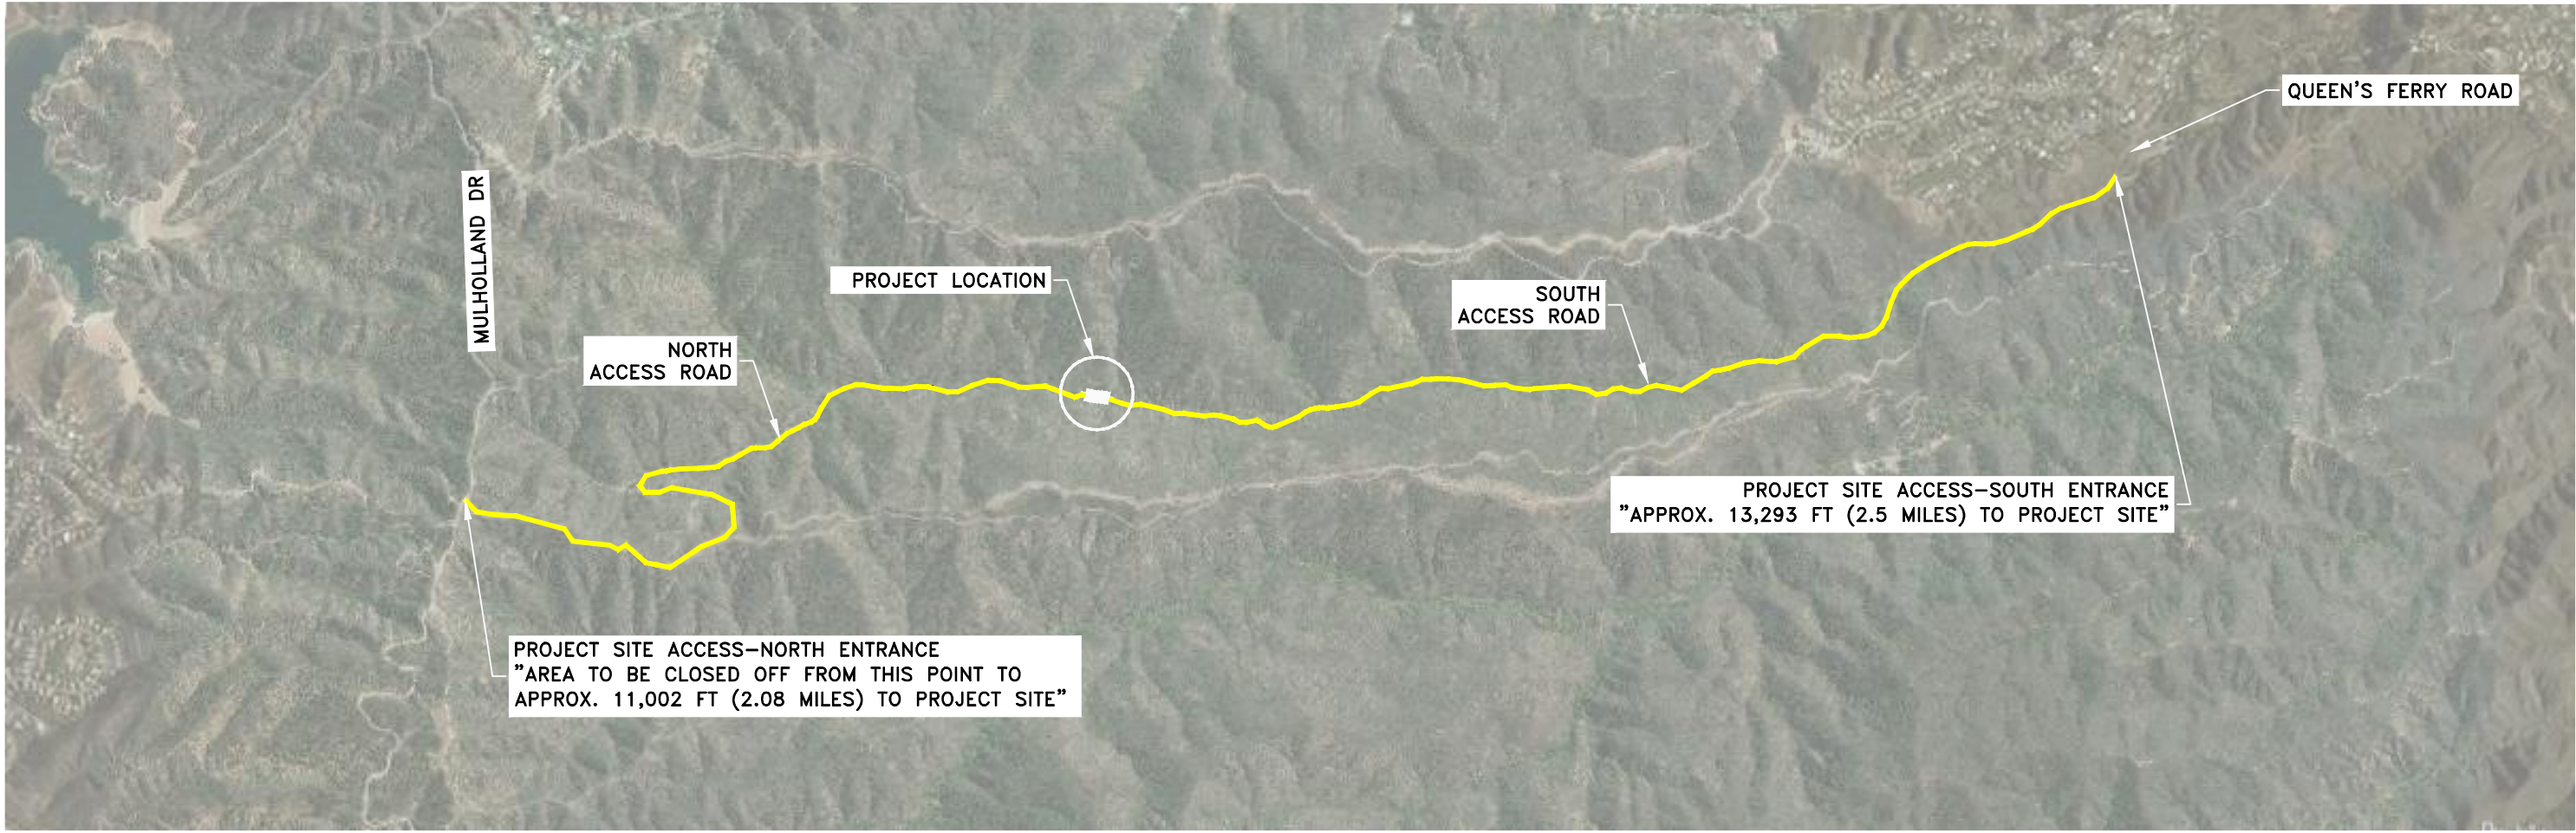 QUEEN'S FERRY ROAD
MULHOLLAND DR
PROJECT LOCATION
SOUTH
ACCESS ROAD
NORTH
ACCESS ROAD
PROJECT SITE ACCESS–SOUTH ENTRANCE
"APPROX. 13,293 FT (2.5 MILES) TO PROJECT SITE"
PROJECT SITE ACCESS–NORTH ENTRANCE
"AREA TO BE CLOSED OFF FROM THIS POINT TO
APPROX. 11,002 FT (2.08 MILES) TO PROJECT SITE"